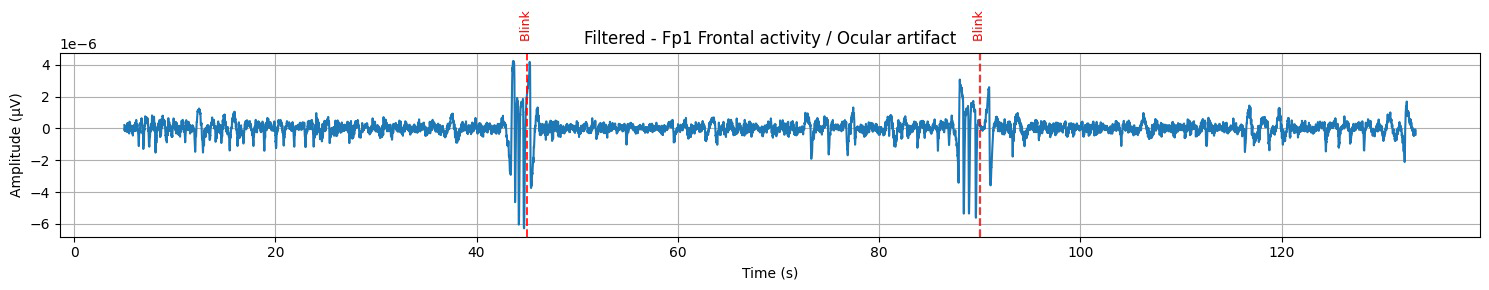 Blink
Blink
Filtered - Fp1 Frontal activity / Ocular artifact
1e−6
4
2
0
−2
−4
−6
Amplitude (μV)
0
20
40
60
80
100
120
Time (s)